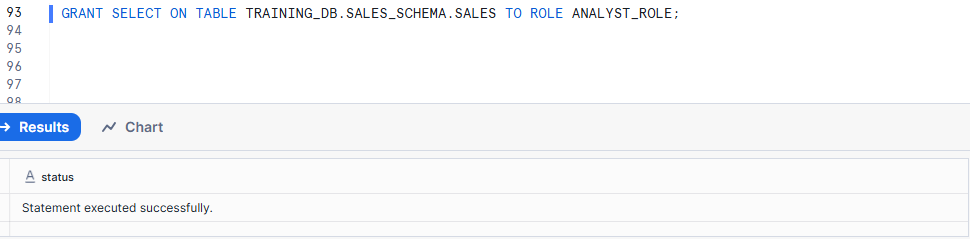 93 GRANT SELECT ON TABLE TRAINING_DB.SALES_SCHEMA.SALES TO ROLE ANALYST_ROLE;
94
95
96
97
98
Results Chart
A status
Statement executed successfully.